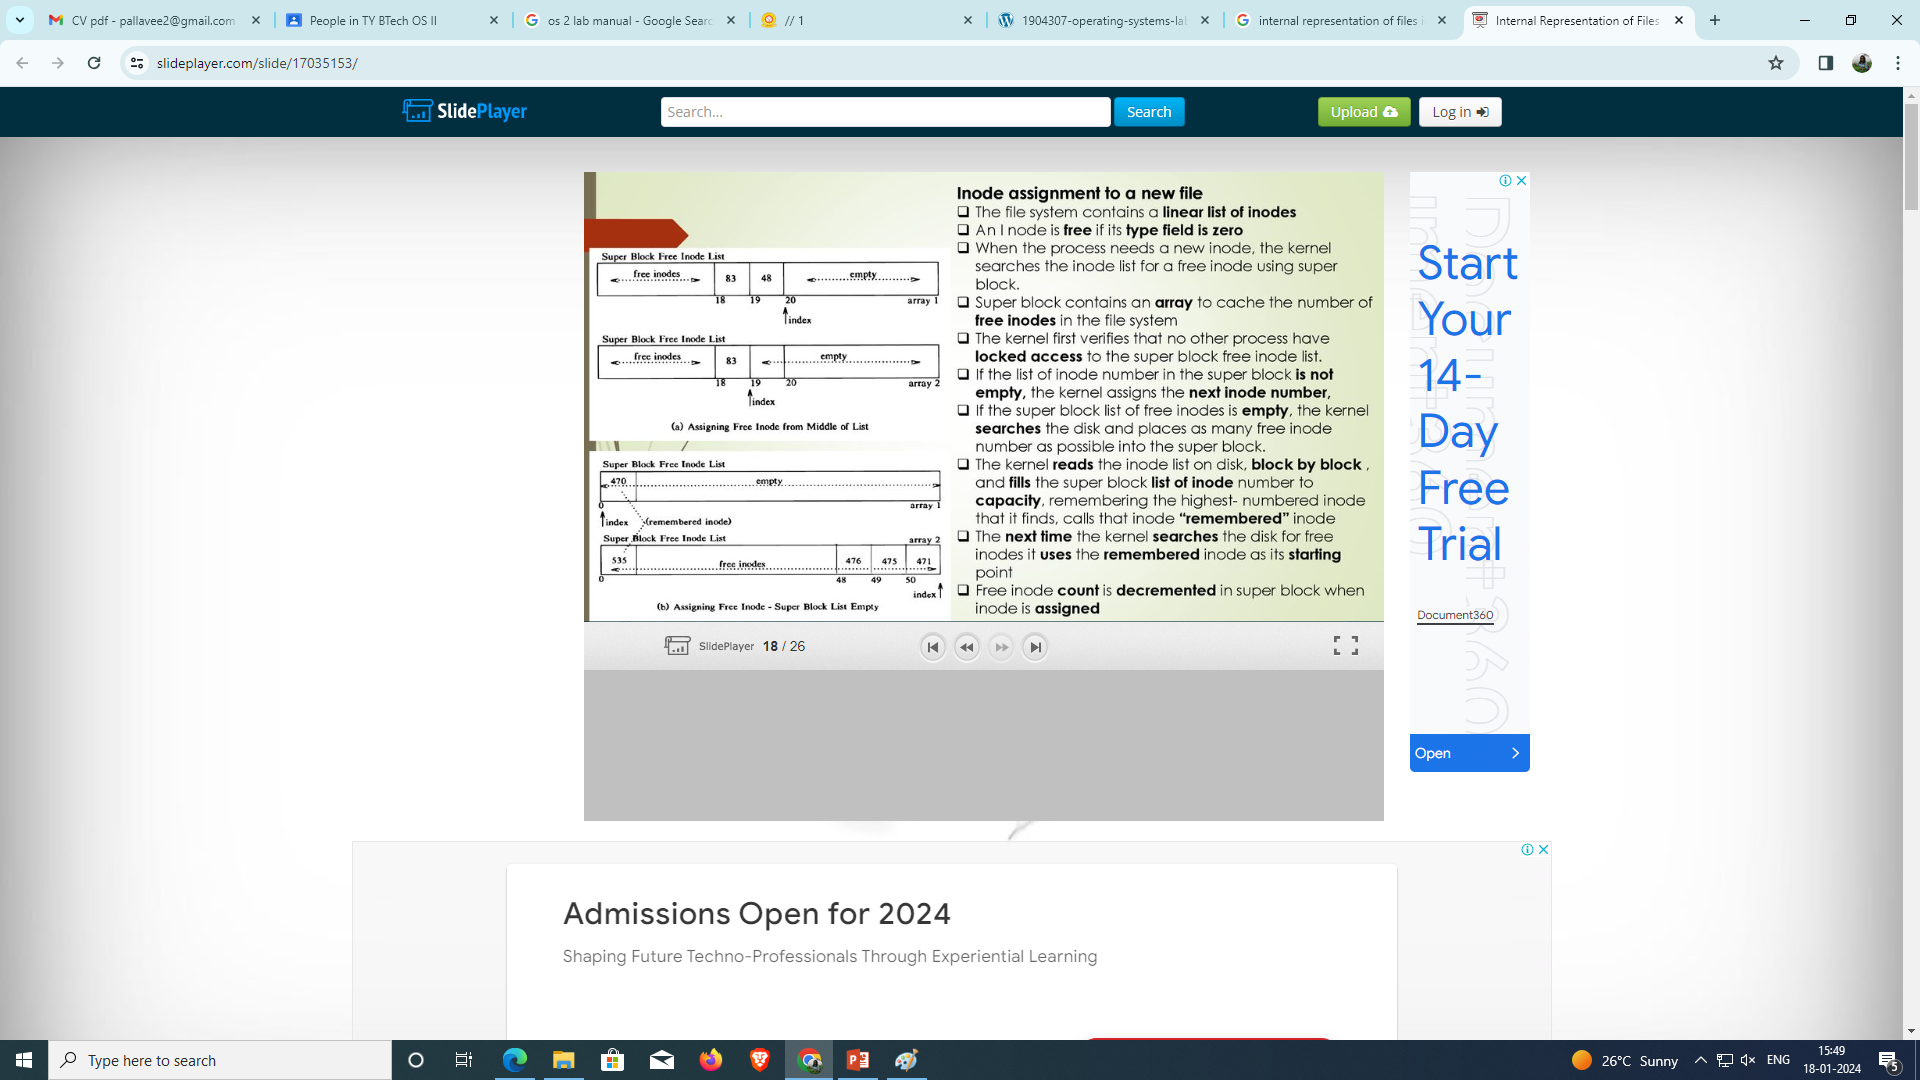 CV pdf - pallavee2@gmail.com
People in TY BTech OS II
os 2 lab manual - Google Searc
// 1
1904307-operating-systems-la
internal representation of files i
Internal Representation of Files
slideplayer.com/slide/17035153/
SlidePlayer
Search...
Search
Upload
Log in
Super Block Free Inode List
free inodes
83
48
empty
18
19
20
array 1
index
Super Block Free Inode List
free inodes
83
empty
18
19
20
array 2
index
(a) Assigning Free Inode from Middle of List
Super Block Free Inode List
470
empty
0
array 1
index
(remembered inode)
Super Block Free Inode List
array 2
535
free inodes
476
475
471
0
48
49
50
index
(b) Assigning Free Inode - Super Block List Empty
Inode assignment to a new file
The file system contains a linear list of inodes
An I node is free if its type field is zero
When the process needs a new inode, the kernel
searches the inode list for a free inode using super
block.
Super block contains an array to cache the number of
free inodes in the file system
The kernel first verifies that no other process have
locked access to the super block free inode list.
If the list of inode number in the super block is not
empty, the kernel assigns the next inode number,
If the super block list of free inodes is empty, the kernel
searches the disk and places as many free inode
number as possible into the super block.
The kernel reads the inode list on disk, block by block ,
and fills the super block list of inode number to
capacity, remembering the highest- numbered inode
that it finds, calls that inode “remembered” inode
The next time the kernel searches the disk for free
inodes it uses the remembered inode as its starting
point
Free inode count is decremented in super block when
inode is assigned
SlidePlayer 18 / 26
Start
Your
14-
Day
Free
Trial
Document360
Open
Admissions Open for 2024
Shaping Future Techno-Professionals Through Experiential Learning
Type here to search
26°C Sunny
ENG
15:49
18-01-2024
5